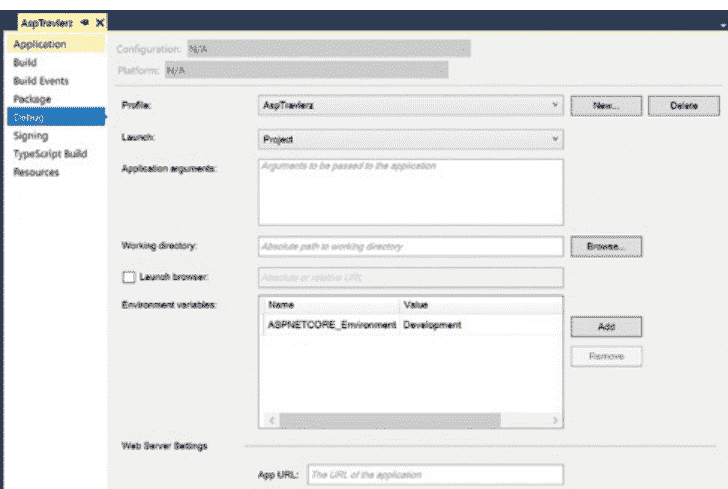 AspTravlerz
Application
Build
Build Events
Package
Debug
Signing
TypeScript Build
Resources
Configuration: N/A
Platform: N/A
Profile: AspTravlerz New... Delete
Launch: Project
Application arguments: Arguments to be passed to the application
Working directory: Absolute path to working directory Browse...
Launch browser: Absolute or relative URL
Environment variables: Name Value
ASPNETCORE_Environment Development Add
Remove
Web Server Settings
App URL: The URL of the application